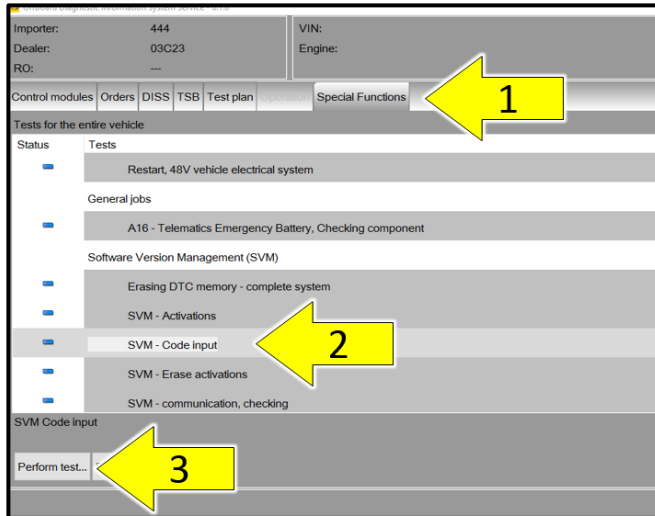 Importer: 444 VIN:
Dealer: 03C23 Engine:
RO: ---
Control modules Orders DISS TSB Test plan Operation Special Functions
1
Tests for the entire vehicle
Status Tests
Restart, 48V vehicle electrical system
General jobs
A16 - Telematics Emergency Battery, Checking component
Software Version Management (SVM)
Erasing DTC memory - complete system
SVM - Activations
SVM - Code input
2
SVM - Erase activations
SVM - communication, checking
SVM Code input
Perform test...
3